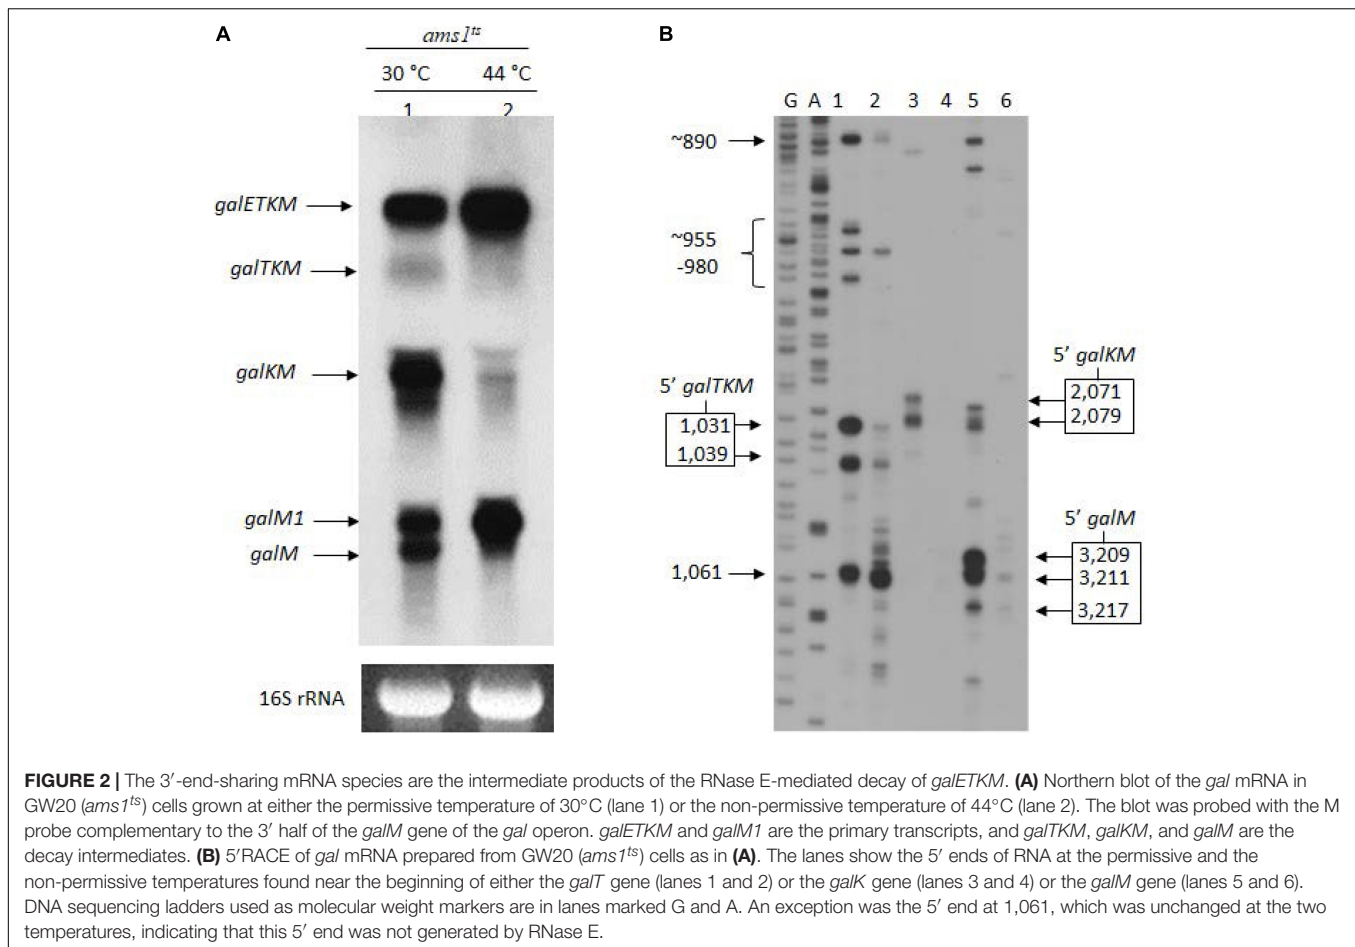 A
B
ams1ts
30 °C 44 °C
1 2
G A 1 2 3 4 5 6
~890
galETKM
~955
-980
galTKM
5′ galKM
galKM
2,071
5′ galTKM
2,079
1,031
1,039
5′ galM
galM1
3,209
galM
1,061
3,211
3,217
16S rRNA
FIGURE 2 | The 3′-end-sharing mRNA species are the intermediate products of the RNase E-mediated decay of galETKM. (A) Northern blot of the gal mRNA in
GW20 (ams1ts) cells grown at either the permissive temperature of 30°C (lane 1) or the non-permissive temperature of 44°C (lane 2). The blot was probed with the M
probe complementary to the 3′ half of the galM gene of the gal operon. galETKM and galM1 are the primary transcripts, and galTKM, galKM, and galM are the
decay intermediates. (B) 5′RACE of gal mRNA prepared from GW20 (ams1ts) cells as in (A). The lanes show the 5′ ends of RNA at the permissive and the
non-permissive temperatures found near the beginning of either the galT gene (lanes 1 and 2) or the galK gene (lanes 3 and 4) or the galM gene (lanes 5 and 6).
DNA sequencing ladders used as molecular weight markers are in lanes marked G and A. An exception was the 5′ end at 1,061, which was unchanged at the two
temperatures, indicating that this 5′ end was not generated by RNase E.